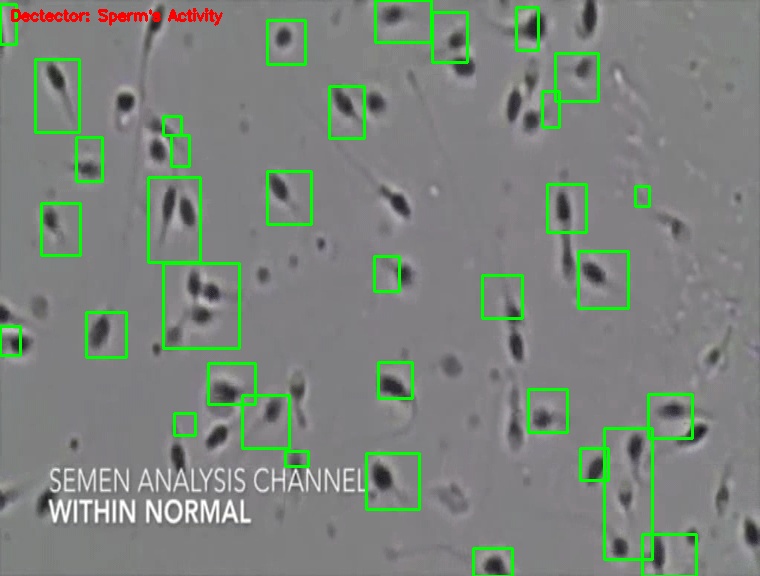 Dectector: Sperm's Activity
SEMEN ANALYSIS CHANNEL
WITHIN NORMAL